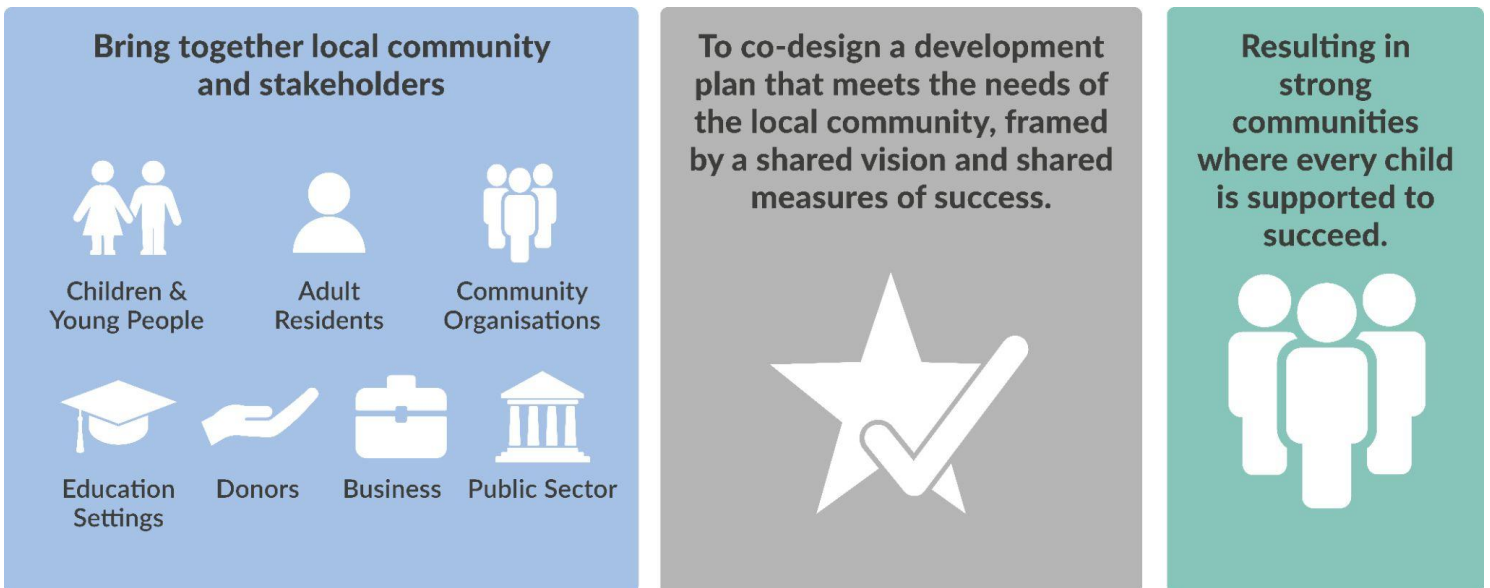 Bring together local community
and stakeholders
Children &
Young People
Adult
Residents
Community
Organisations
Education
Settings
Donors
Business
Public Sector
To co-design a development
plan that meets the needs of
the local community, framed
by a shared vision and shared
measures of success.
Resulting in
strong
communities
where every child
is supported to
succeed.